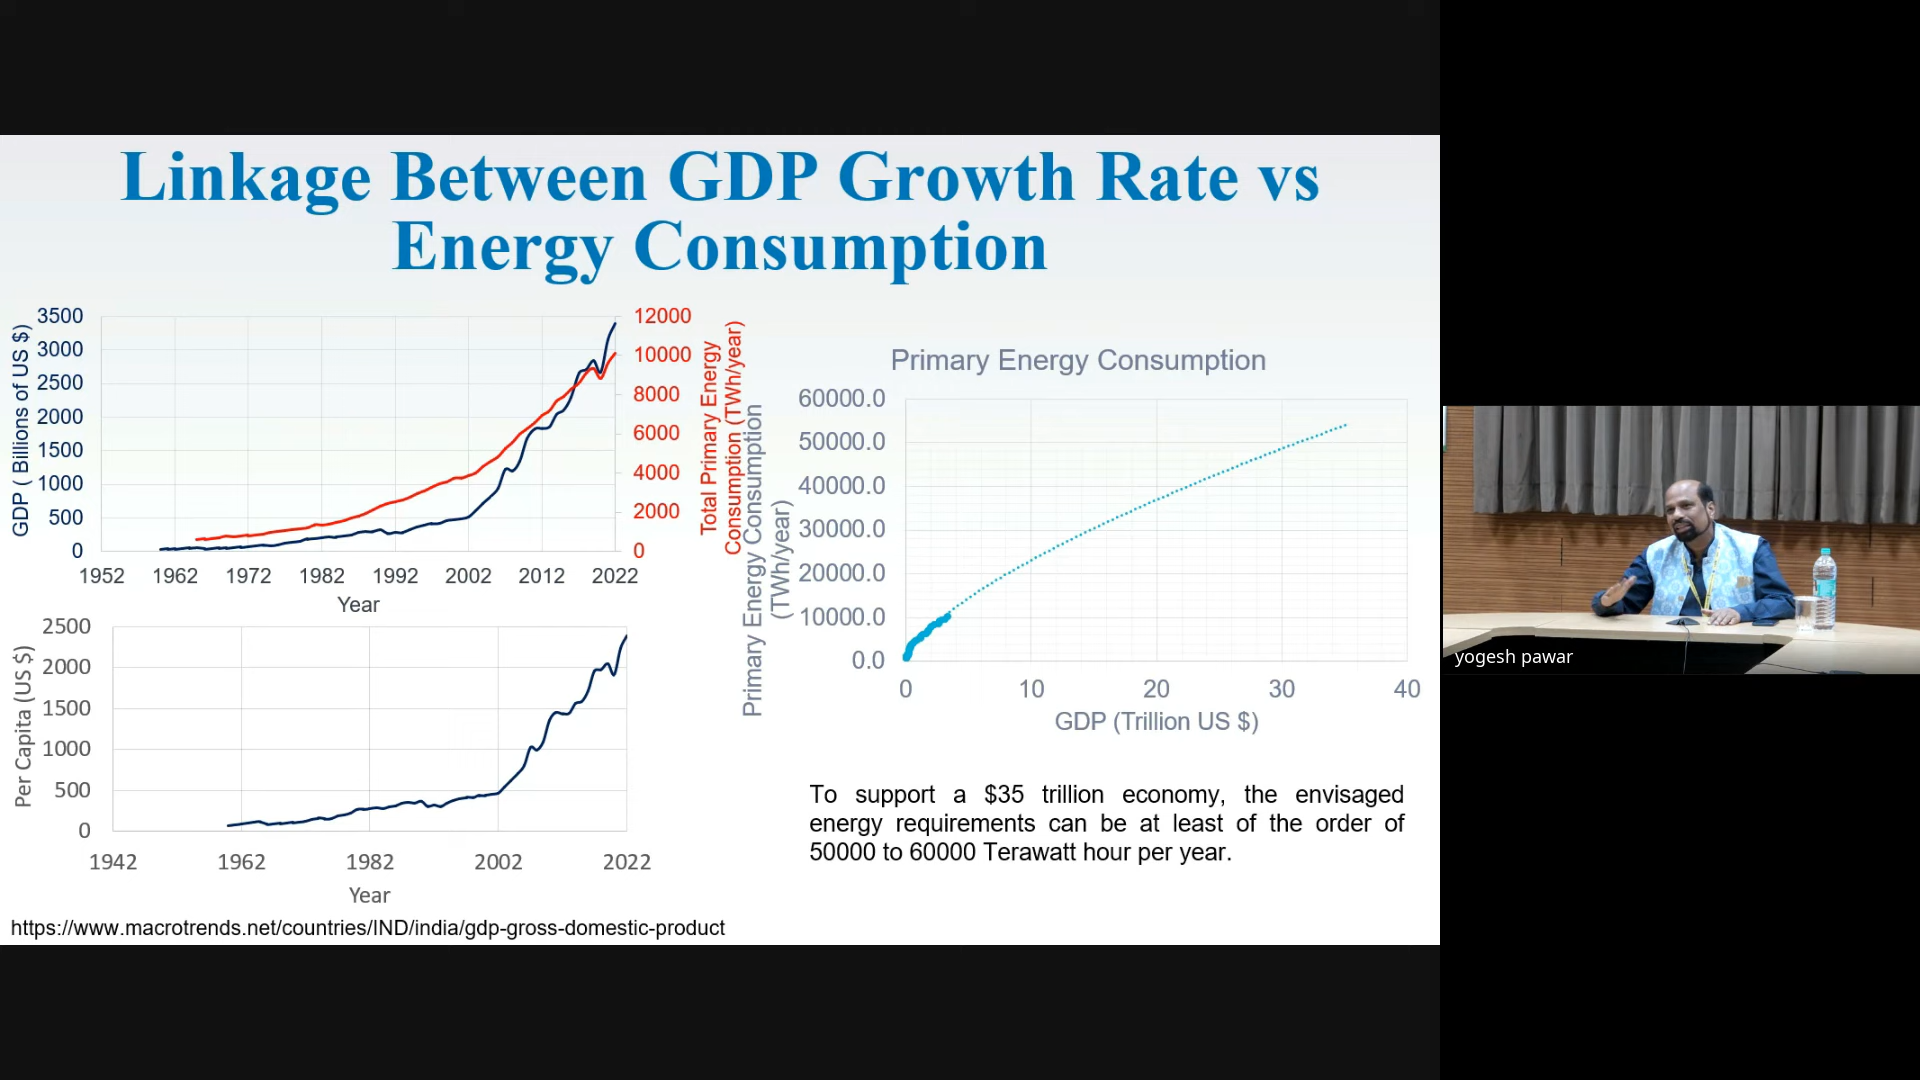 Linkage Between GDP Growth Rate vs
Energy Consumption
GDP ( Billions of US $)
3500
3000
2500
2000
1500
1000
500
0
1952 1962 1972 1982 1992 2002 2012 2022
Year
12000
10000
8000
6000
4000
2000
0
Total Primary Energy
Consumption (TWh/year)
Per Capita (US $)
2500
2000
1500
1000
500
0
1942 1962 1982 2002 2022
Year
https://www.macrotrends.net/countries/IND/india/gdp-gross-domestic-product
Primary Energy Consumption
Primary Energy Consumption
(TWh/year)
60000.0
50000.0
40000.0
30000.0
20000.0
10000.0
0.0
0 10 20 30 40
GDP (Trillion US $)
To support a $35 trillion economy, the envisaged
energy requirements can be at least of the order of
50000 to 60000 Terawatt hour per year.
yogesh pawar